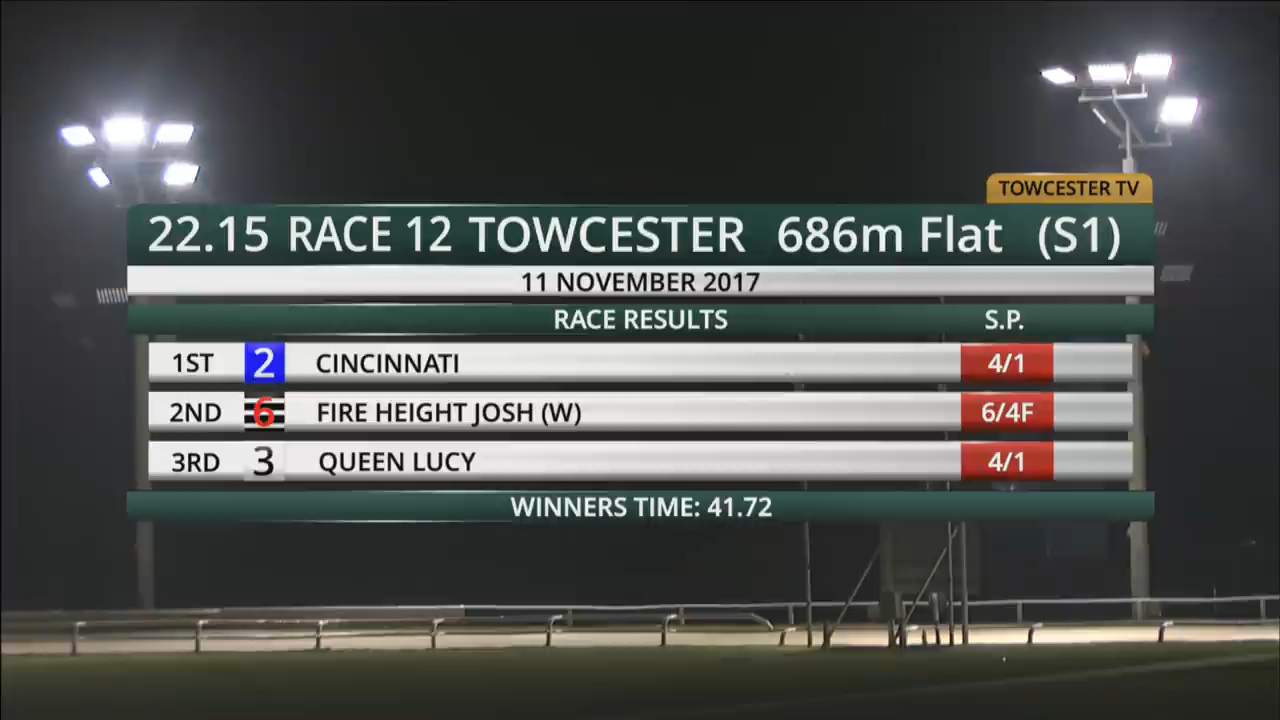 TOWCESTER TV
22.15 RACE 12 TOWCESTER 686m Flat (S1)
11 NOVEMBER 2017
RACE RESULTS S.P.
1ST 2 CINCINNATI 4/1
2ND 6 FIRE HEIGHT JOSH (W) 6/4F
3RD 3 QUEEN LUCY 4/1
WINNERS TIME: 41.72